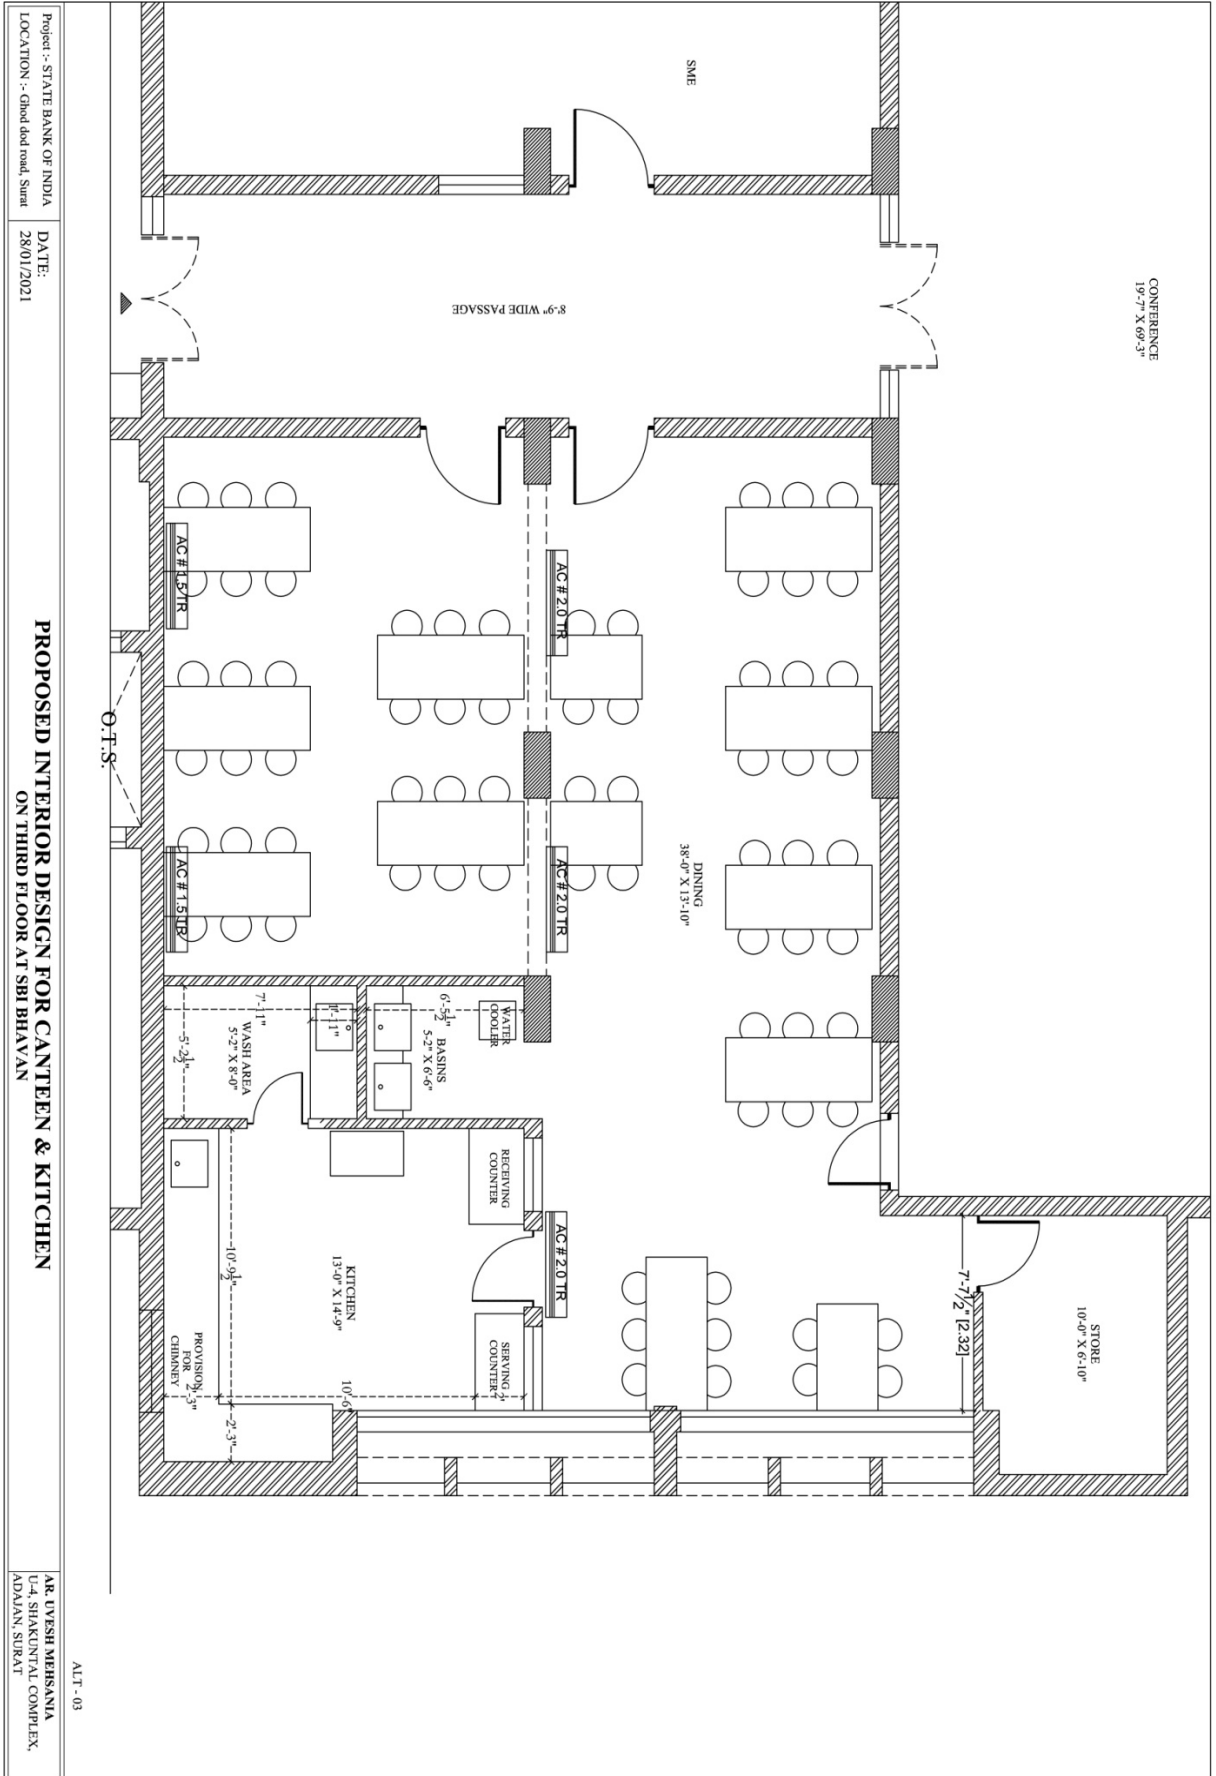 SME
CONFERENCE
19'-7" X 69'-3"
8'-9" WIDE PASSAGE
AC # 1.5 TR
AC # 2.0 TR
O.T.S.
DINING
38'-0" X 13'-10"
AC # 1.5 TR
AC # 2.0 TR
7'-11"
WASH AREA
5'-2" X 8'-0"
5'-2½"
1'-11"
6'-5½"
BASINS
5-2" X 6'-6"
WATER
COOLER
RECEIVING
COUNTER
KITCHEN
13'-0" X 14'-9"
10'-9½"
AC # 2.0 TR
SERVING
COUNTER
PROVISION
FOR
CHIMNEY
2'-3"
2'-3"
10'-6"
7'-7½" [2.32]
STORE
10'-0" X 6'-10"
ALT - 03
Project :- STATE BANK OF INDIA
LOCATION :- Ghod dod road, Surat
DATE:
28/01/2021
PROPOSED INTERIOR DESIGN FOR CANTEEN & KITCHEN
ON THIRD FLOOR AT SBI BHAVAN
AR. UVESH MEHSANIA
U-4, SHAKUNTAL COMPLEX,
ADAJAN, SURAT